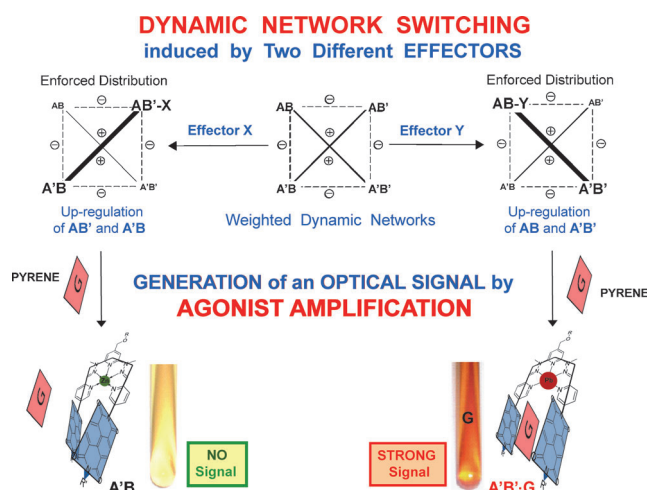 DYNAMIC NETWORK SWITCHING
induced by Two Different EFFECTORS
Enforced Distribution
Enforced Distribution
AB ⊖ AB'-X
AB ⊖ AB'
AB-Y ⊖ AB'
⊖ ⊕ ⊖
Effector X
⊖ ⊕ ⊖
Effector Y
⊖ ⊕ ⊖
⊕
⊕
⊕
A'B ⊖ A'B'
A'B ⊖ A'B'
A'B ⊖ A'B'
Up-regulation
of AB' and A'B
Weighted Dynamic Networks
Up-regulation
of AB and A'B'
PYRENE
G
GENERATION of an OPTICAL SIGNAL by
AGONIST AMPLIFICATION
G
PYRENE
G
G
G
NO
Signal
STRONG
Signal
A'B
A'B'-G